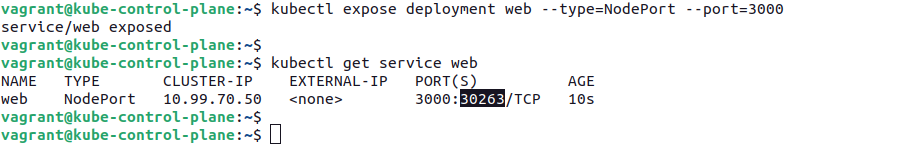 vagrant@kube-control-plane:~$ kubectl expose deployment web --type=NodePort --port=3000
service/web exposed
vagrant@kube-control-plane:~$
vagrant@kube-control-plane:~$ kubectl get service web
NAME   TYPE       CLUSTER-IP    EXTERNAL-IP   PORT(S)          AGE
web    NodePort   10.99.70.50   <none>        3000:30263/TCP   10s
vagrant@kube-control-plane:~$
vagrant@kube-control-plane:~$